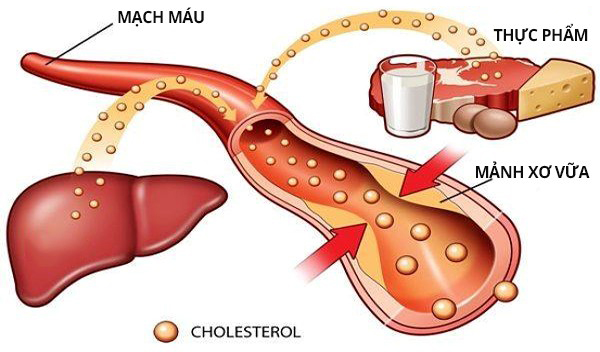 MẠCH MÁU
THỰC PHẨM
MẢNH XƠ VỮA
CHOLESTEROL